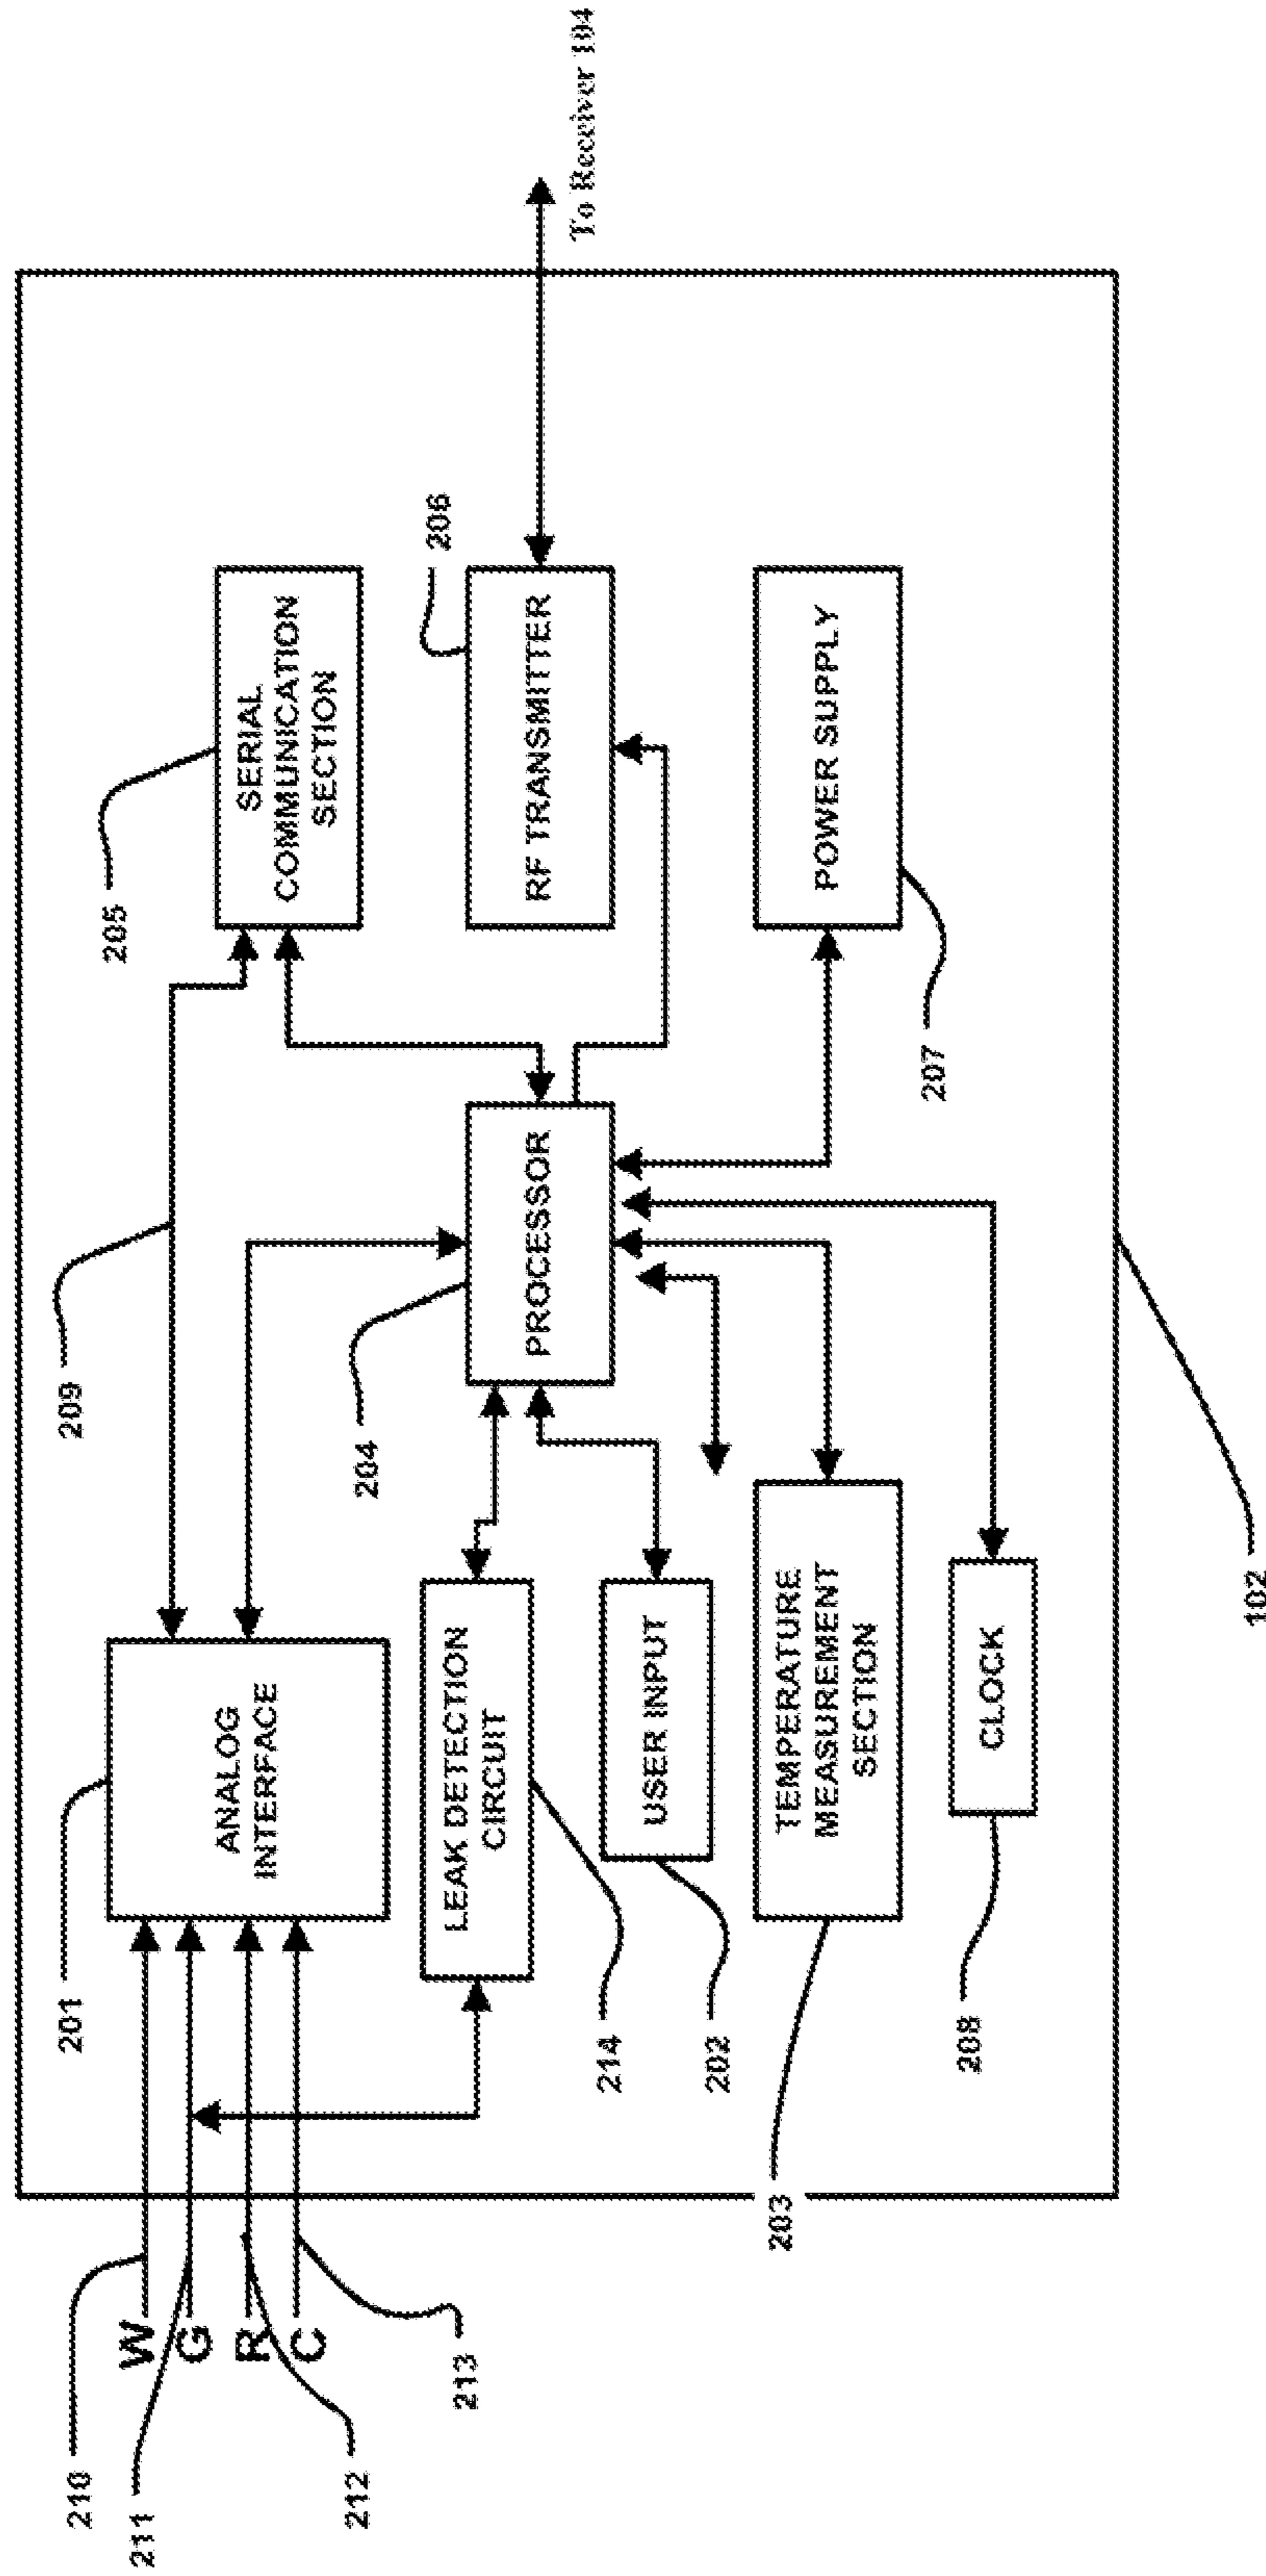 210
211
212
213
W
G
R
C
201
ANALOG
INTERFACE
LEAK DETECTION
CIRCUIT
214
USER INPUT
202
TEMPERATURE
MEASUREMENT
SECTION
203
CLOCK
208
209
204
PROCESSOR
205
SERIAL
COMMUNICATION
SECTION
206
RF TRANSMITTER
POWER SUPPLY
207
To Receiver 104
102